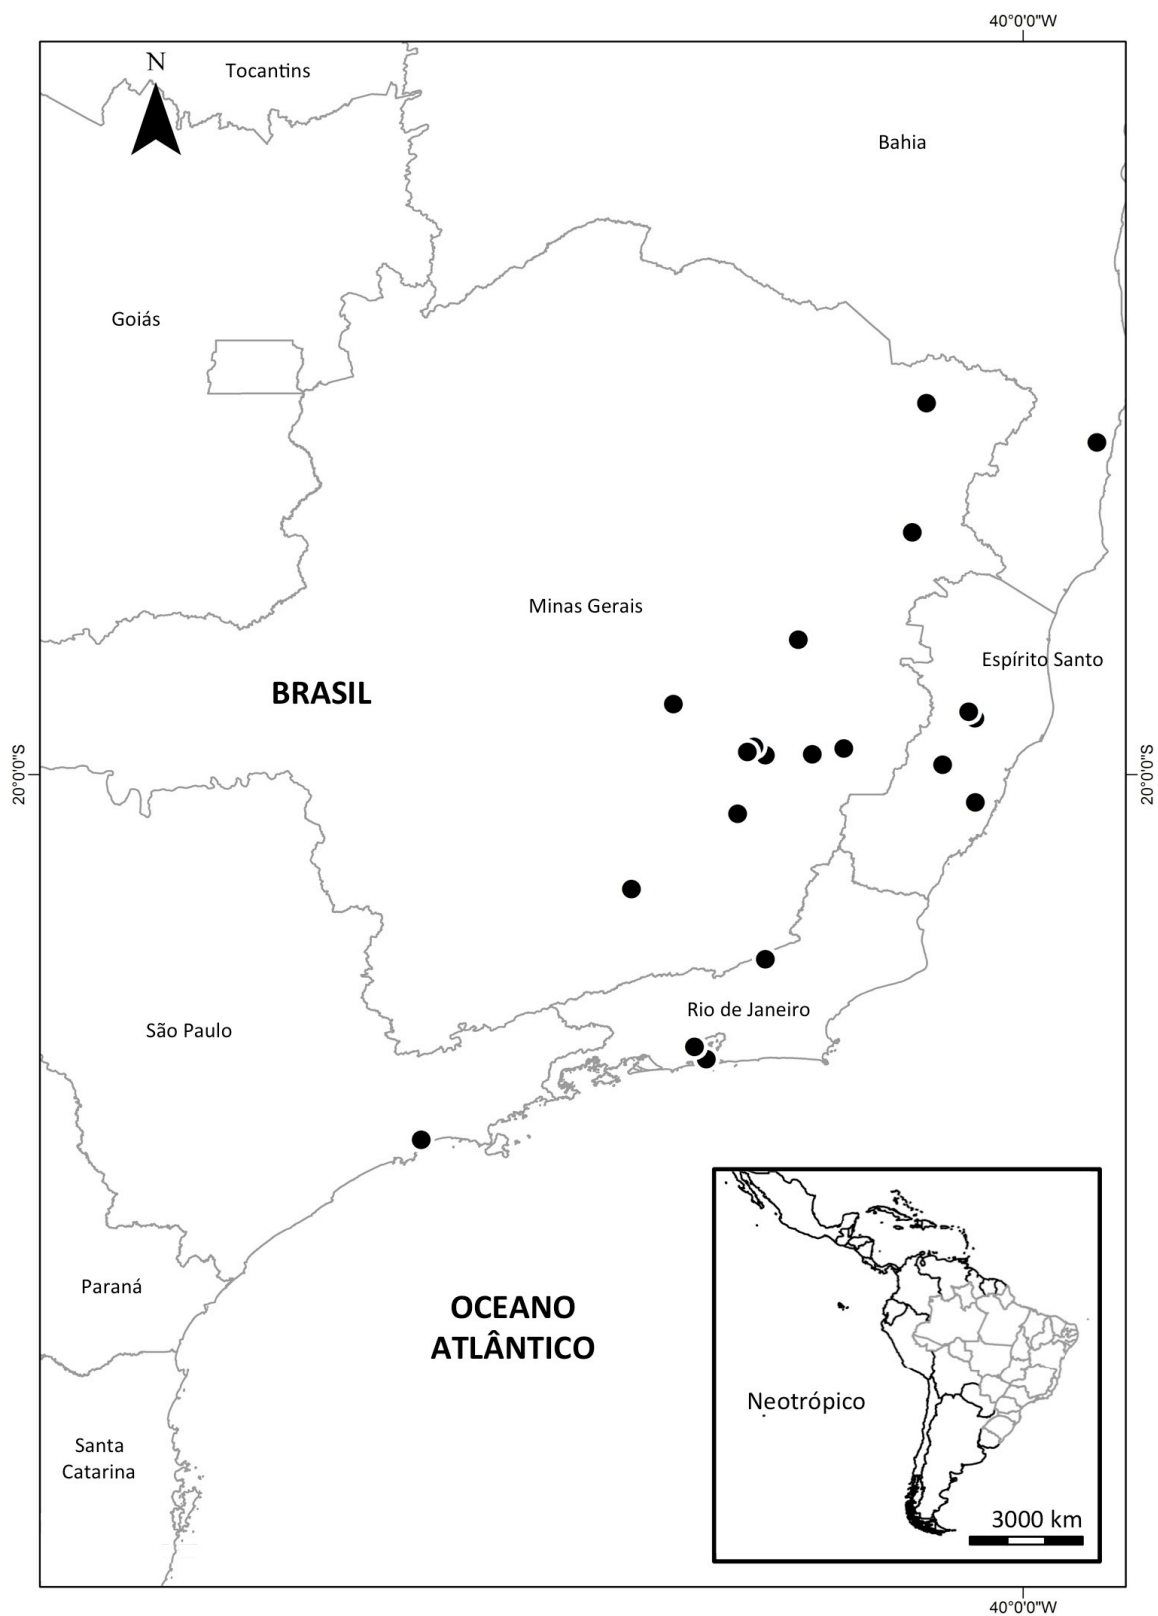 40°0'0"W
N
Tocantins
Bahia
Goiás
Minas Gerais
Espírito Santo
BRASIL
20°0'0"S
20°0'0"S
Rio de Janeiro
São Paulo
Paraná
OCEANO
ATLÂNTICO
Neotrópico
Santa
Catarina
3000 km
40°0'0"W